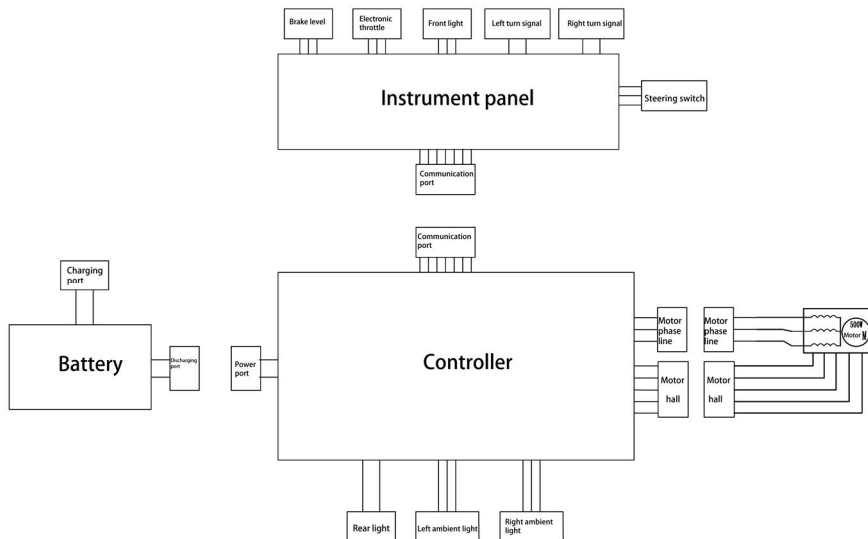 Brake level
Electronic
throttle
Front light
Left turn signal
Right turn signal
Instrument panel
Steering switch
Communication
port
Communication
port
Charging
port
Battery
Discharging
port
Power
port
Controller
Motor
phase
line
Motor
phase
line
500W
Motor M
Motor
hall
Motor
hall
Rear light
Left ambient light
Right ambient
light